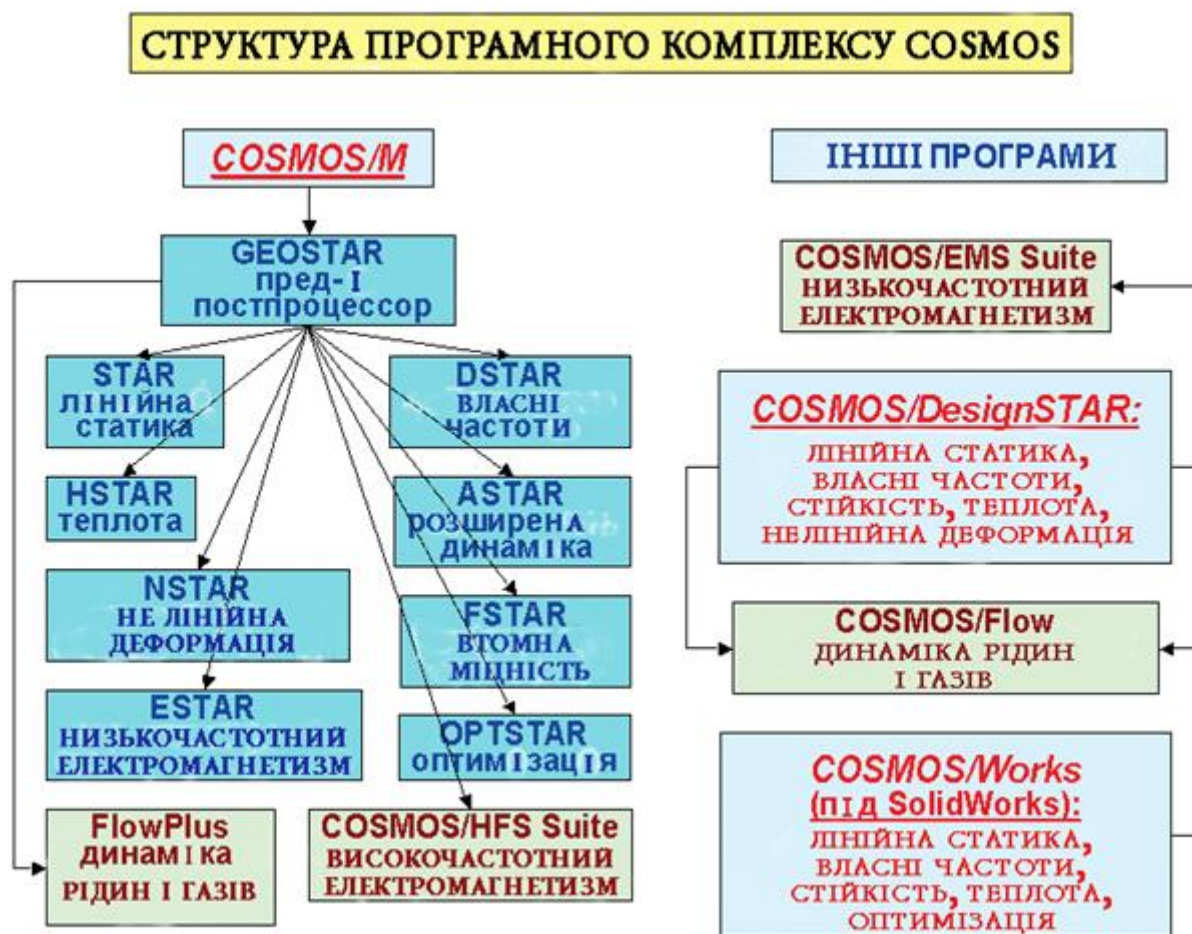 СТРУКТУРА ПРОГРАМНОГО КОМПЛЕКСУ COSMOS
COSMOS/M
GEOSTAR
пред- І
постпроцессор
STAR
лІнІйна
статика
DSTAR
ВЛАСНІ
частоти
HSTAR
теплота
ASTAR
розширенА
динамІка
NSTAR
НЕ ЛІНІЙНА
ДЕФОРМАЦІЯ
FSTAR
ВТОМНА
МІЦНІСТЬ
ESTAR
НИЗЬКОЧАСТОТНИЙ
ЕЛЕКТРОМАГНЕТИЗМ
OPTSTAR
оптимІзацІя
FlowPlus
динамІка
РІДИН І ГАЗІВ
COSMOS/HFS Suite
ВИСОКОЧАСТОТНИЙ
ЕЛЕКТРОМАГНЕТИЗМ
ІНШІ ПРОГРАМИ
COSMOS/EMS Suite
НИЗЬКОЧАСТОТНИЙ
ЕЛЕКТРОМАГНЕТИЗМ
COSMOS/DesignSTAR:
ЛІНІЙНА СТАТИКА,
ВЛАСНІ ЧАСТОТИ,
СТІЙКІСТЬ, ТЕПЛОТА,
НЕЛІНІЙНА ДЕФОРМАЦІЯ
COSMOS/Flow
ДИНАМІКА РІДИН
І ГАЗІВ
COSMOS/Works
(пІд SolidWorks):
ЛІНІЙНА СТАТИКА,
ВЛАСНІ ЧАСТОТИ,
СТІЙКІСТЬ, ТЕПЛОТА,
ОПТИМІЗАЦІЯ